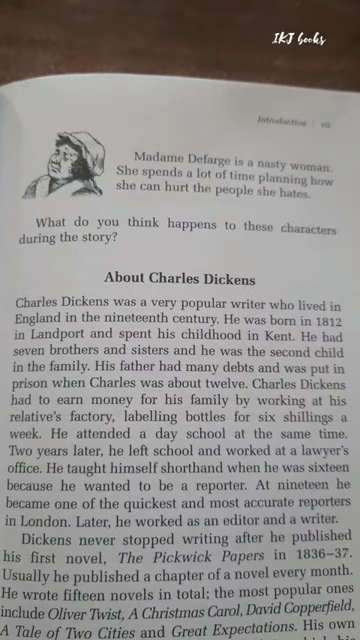 IKJ books
Introduction | vii
Madame Defarge is a nasty woman.
She spends a lot of time planning how
she can hurt the people she hates.
What do you think happens to these characters
during the story?
About Charles Dickens
Charles Dickens was a very popular writer who lived in
England in the nineteenth century. He was born in 1812
in Landport and spent his childhood in Kent. He had
seven brothers and sisters and he was the second child
in the family. His father had many debts and was put in
prison when Charles was about twelve. Charles Dickens
had to earn money for his family by working at his
relative's factory, labelling bottles for six shillings a
week. He attended a day school at the same time.
Two years later, he left school and worked at a lawyer's
office. He taught himself shorthand when he was sixteen
because he wanted to be a reporter. At nineteen he
became one of the quickest and most accurate reporters
in London. Later, he worked as an editor and a writer.
Dickens never stopped writing after he published
his first novel, The Pickwick Papers in 1836–37.
Usually he published a chapter of a novel every month.
He wrote fifteen novels in total; the most popular ones
include Oliver Twist, A Christmas Carol, David Copperfield,
A Tale of Two Cities and Great Expectations. His own